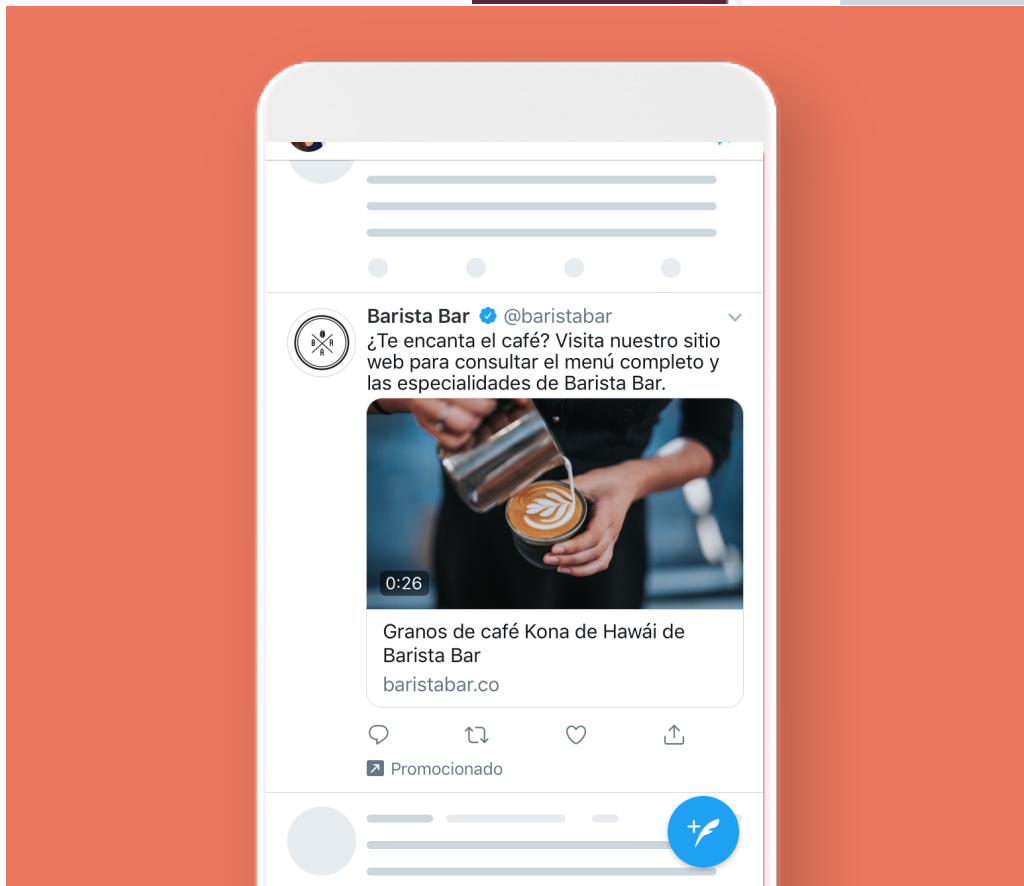 Barista Bar @baristabar
¿Te encanta el café? Visita nuestro sitio
web para consultar el menú completo y
las especialidades de Barista Bar.
B A R
A
0:26
Granos de café Kona de Hawái de
Barista Bar
baristabar.co
Promocionado